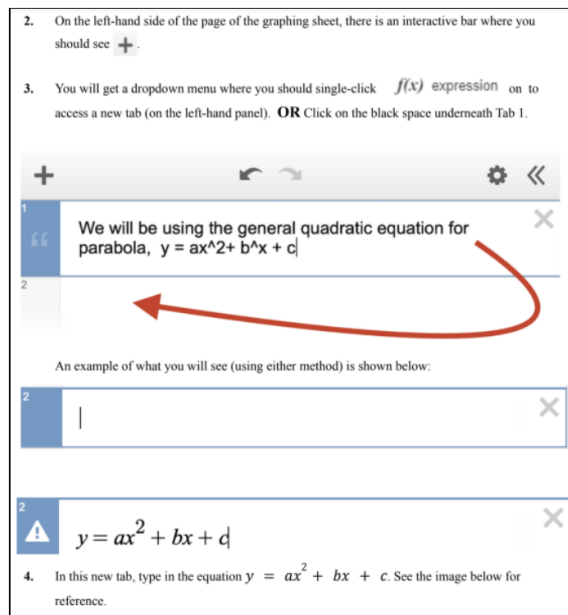 2. On the left-hand side of the page of the graphing sheet, there is an interactive bar where you
should see + .
3. You will get a dropdown menu where you should single-click f(x) expression on to
access a new tab (on the left-hand panel). OR Click on the black space underneath Tab 1.
1
We will be using the general quadratic equation for
parabola, y = ax^2+ b^x + c
2
An example of what you will see (using either method) is shown below:
2
2
y = ax² + bx + c
4. In this new tab, type in the equation y = ax² + bx + c. See the image below for
reference.